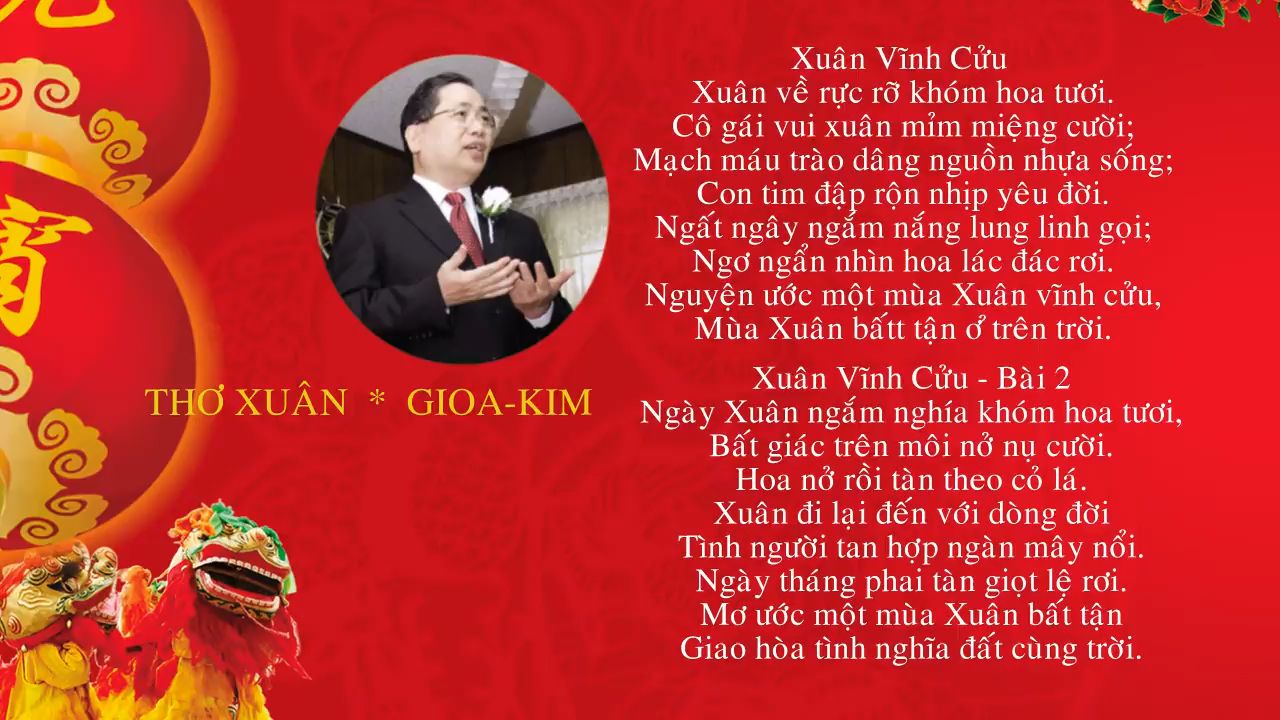 元
宵
THƠ XUÂN * GIOA-KIM
Xuân Vĩnh Cửu
Xuân về rực rỡ khóm hoa tươi.
Cô gái vui xuân mỉm miệng cười;
Mạch máu trào dâng nguồn nhựa sống;
Con tim đập rộn nhịp yêu đời.
Ngất ngây ngắm nắng lung linh gọi;
Ngơ ngẩn nhìn hoa lác đác rơi.
Nguyện ước một mùa Xuân vĩnh cửu,
Mùa Xuân bấtt tận ở trên trời.
Xuân Vĩnh Cửu - Bài 2
Ngày Xuân ngắm nghía khóm hoa tươi,
Bất giác trên môi nở nụ cười.
Hoa nở rồi tàn theo cỏ lá.
Xuân đi lại đến với dòng đời
Tình người tan hợp ngàn mây nổi.
Ngày tháng phai tàn giọt lệ rơi.
Mơ ước một mùa Xuân bất tận
Giao hòa tình nghĩa đất cùng trời.